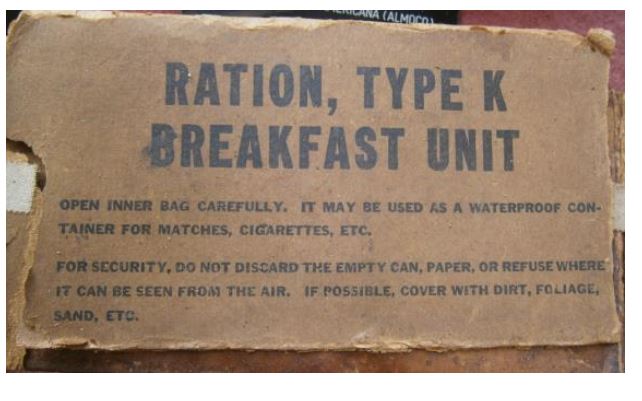 ERICANA (ALMOCO)
RATION, TYPE K
BREAKFAST UNIT
OPEN INNER BAG CAREFULLY. IT MAY BE USED AS A WATERPROOF CON-
TAINER FOR MATCHES, CIGARETTES, ETC.
FOR SECURITY, DO NOT DISCARD THE EMPTY CAN, PAPER, OR REFUSE WHERE
IT CAN BE SEEN FROM THE AIR. IF POSSIBLE, COVER WITH DIRT, FOLIAGE,
SAND, ETC.